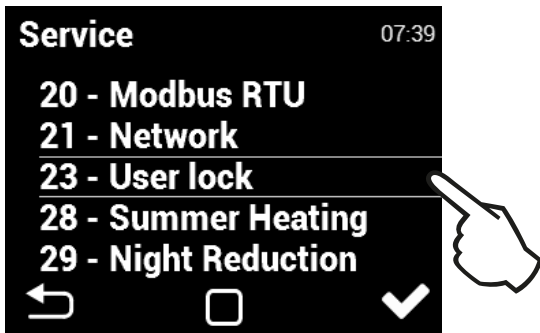 Service
07:39
20 - Modbus RTU
21 - Network
23 - User lock
28 - Summer Heating
29 - Night Reduction